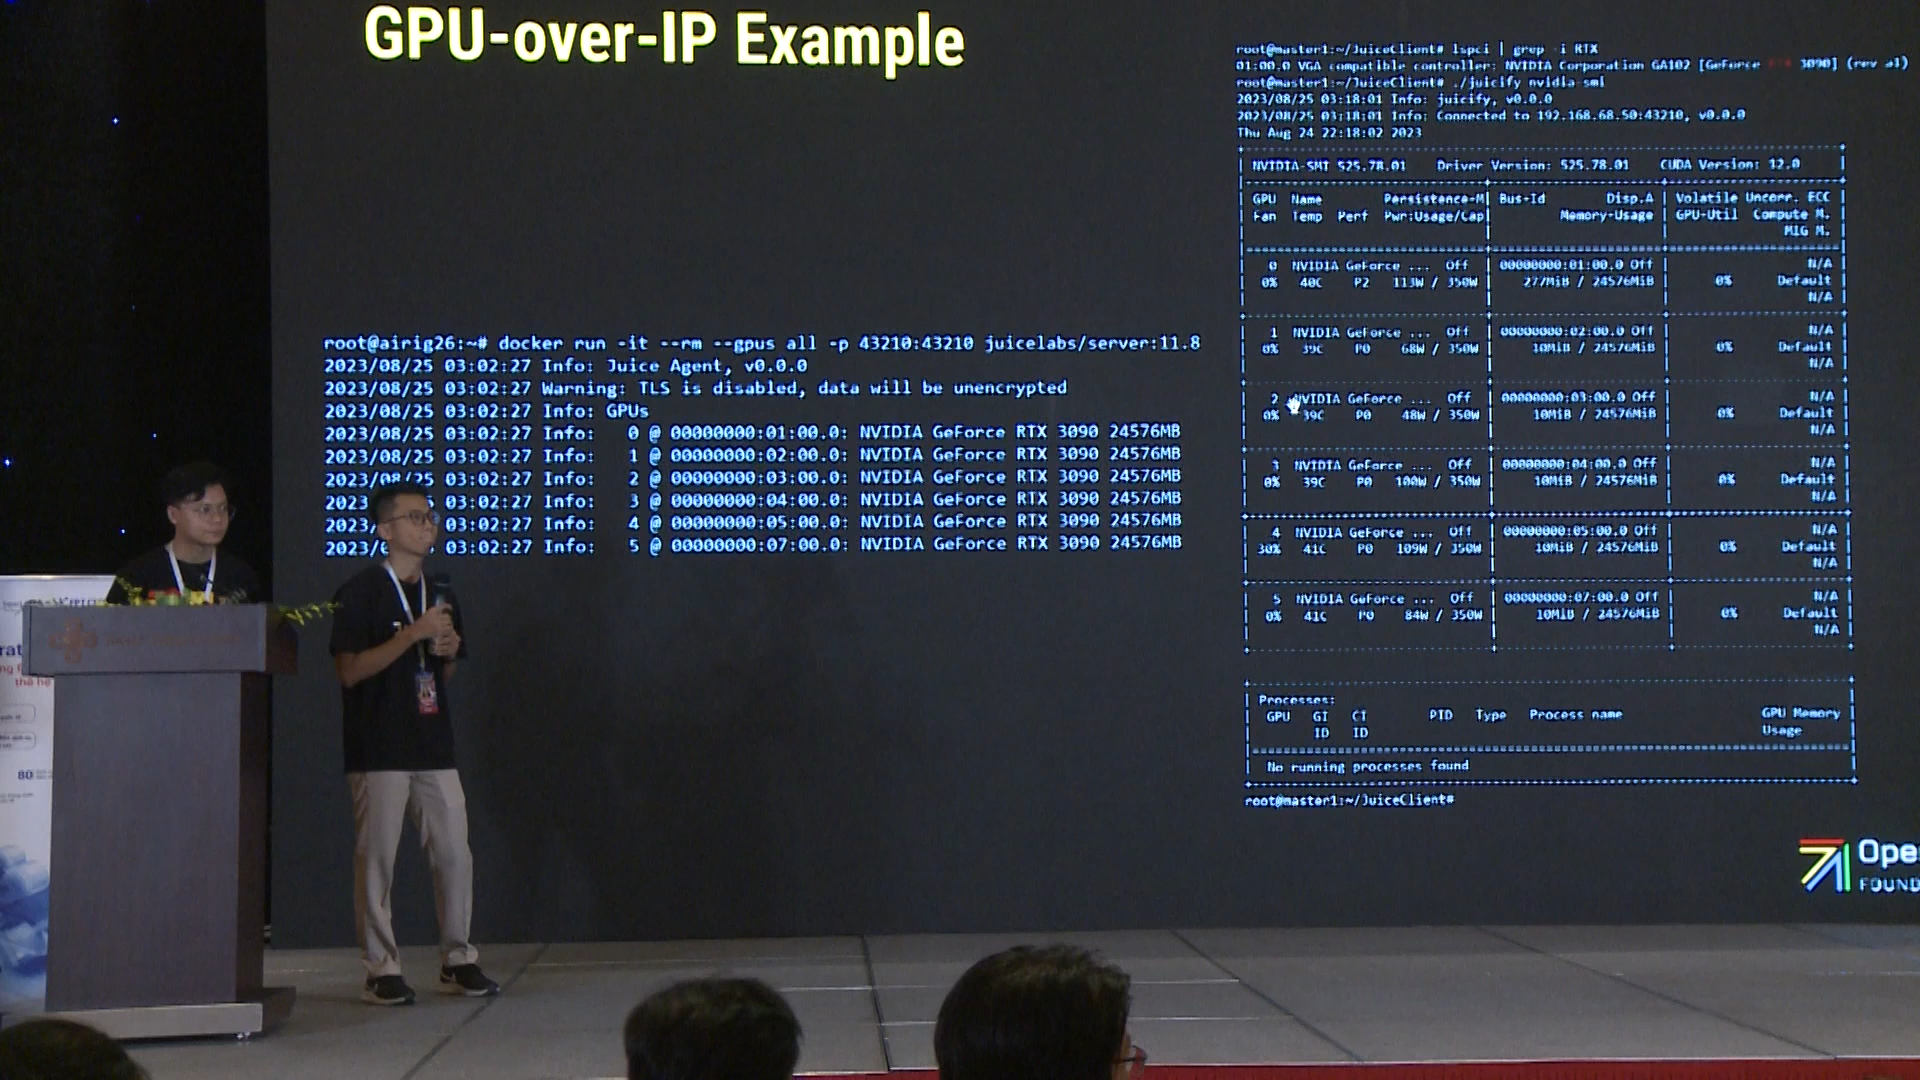 GPU-over-IP Example
root@airig26:~# docker run -it --rm --gpus all -p 43210:43210 juicelabs/server:11.8
2023/08/25 03:02:27 Info: Juice Agent, v0.0.0
2023/08/25 03:02:27 Warning: TLS is disabled, data will be unencrypted
2023/08/25 03:02:27 Info: GPUs
2023/08/25 03:02:27 Info: 0 @ 00000000:01:00.0: NVIDIA GeForce RTX 3090 24576MB
2023/08/25 03:02:27 Info: 1 @ 00000000:02:00.0: NVIDIA GeForce RTX 3090 24576MB
2023/08/25 03:02:27 Info: 2 @ 00000000:03:00.0: NVIDIA GeForce RTX 3090 24576MB
2023/08 03:02:27 Info: 3 @ 00000000:04:00.0: NVIDIA GeForce RTX 3090 24576MB
2023/ 03:02:27 Info: 4 @ 00000000:05:00.0: NVIDIA GeForce RTX 3090 24576MB
2023/ 03:02:27 Info: 5 @ 00000000:07:00.0: NVIDIA GeForce RTX 3090 24576MB
root@master1:~/JuiceClient# lspci | grep -i RTX
01:00.0 VGA compatible controller: NVIDIA Corporation GA102 [GeForce RTX 3090] (rev a1)
root@master1:~/JuiceClient# ./juicify nvidia-smi
2023/08/25 03:18:01 Info: juicify, v0.0.0
2023/08/25 03:18:01 Info: Connected to 192.168.68.50:43210, v0.0.0
Thu Aug 24 22:18:02 2023
NVIDIA-SMI 525.78.01 Driver Version: 525.78.01 CUDA Version: 12.0
GPU Name Persistence-M| Bus-Id Disp.A | Volatile Uncorr. ECC
Fan Temp Perf Pwr:Usage/Cap| Memory-Usage | GPU-Util Compute M.
MIG M.
0 NVIDIA GeForce ... Off | 00000000:01:00.0 Off | N/A
0% 40C P2 113W / 350W | 277MiB / 24576MiB | 0% Default
N/A
1 NVIDIA GeForce ... Off | 00000000:02:00.0 Off | N/A
0% 39C P0 68W / 350W | 10MiB / 24576MiB | 0% Default
N/A
2 NVIDIA GeForce ... Off | 00000000:03:00.0 Off | N/A
0% 39C P0 48W / 350W | 10MiB / 24576MiB | 0% Default
N/A
3 NVIDIA GeForce ... Off | 00000000:04:00.0 Off | N/A
0% 39C P0 100W / 350W | 10MiB / 24576MiB | 0% Default
N/A
4 NVIDIA GeForce ... Off | 00000000:05:00.0 Off | N/A
30% 41C P0 109W / 350W | 10MiB / 24576MiB | 0% Default
N/A
5 NVIDIA GeForce ... Off | 00000000:07:00.0 Off | N/A
0% 41C P0 84W / 350W | 10MiB / 24576MiB | 0% Default
N/A
Processes:
GPU GI CI PID Type Process name GPU Memory
ID ID Usage
No running processes found
root@master1:~/JuiceClient#
Ope
FOUND
thế hệ
80